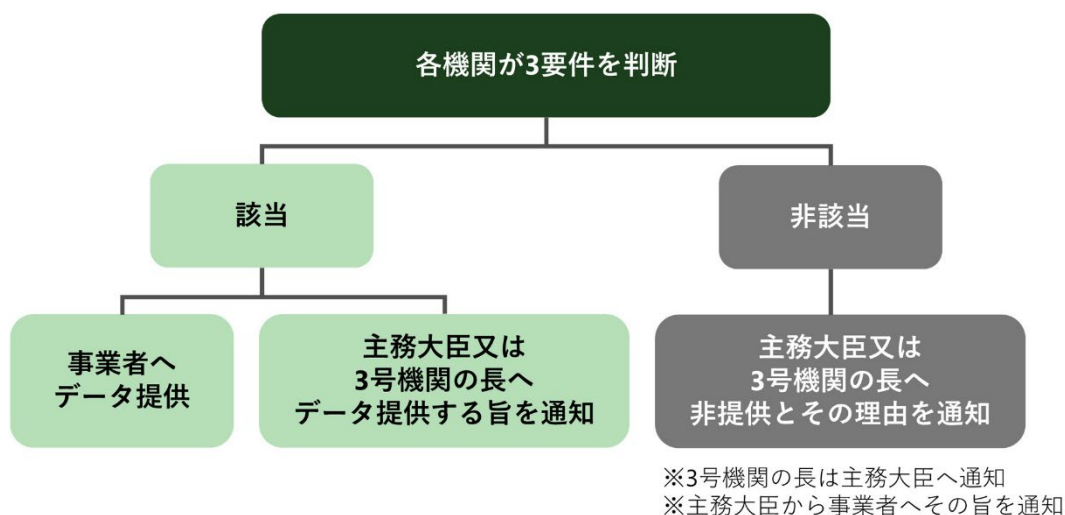 各機関が3要件を判断
該当
非該当
事業者へ
データ提供
主務大臣又は
3号機関の長へ
データ提供する旨を通知
主務大臣又は
3号機関の長へ
非提供とその理由を通知
※3号機関の長は主務大臣へ通知
※主務大臣から事業者へその旨を通知